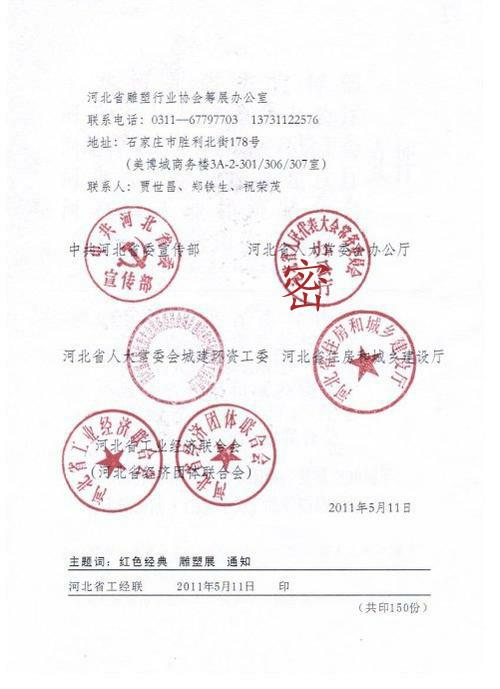 河北省雕塑行业协会筹展办公室
联系电话：0311—67797703 13731122576
地址：石家庄市胜利北街178号
（美博城商务楼3A-2-301/306/307室）
联系人：贾世昌、郑铁生、祝荣茂
中共河北省委宣传部 河北省人大常委会办公厅
中共河北省委
宣传部
密
河北省人大常委会城建环资工委 河北省住房和城乡建设厅
河北省住房和城乡建设厅
河北省工业经济联合会
（河北省经济团体联合会）
河北省工业经济联合会
河北省经济团体联合会
2011年5月11日
主题词：红色经典 雕塑展 通知
河北省工经联 2011年5月11日 印
（共印150份）